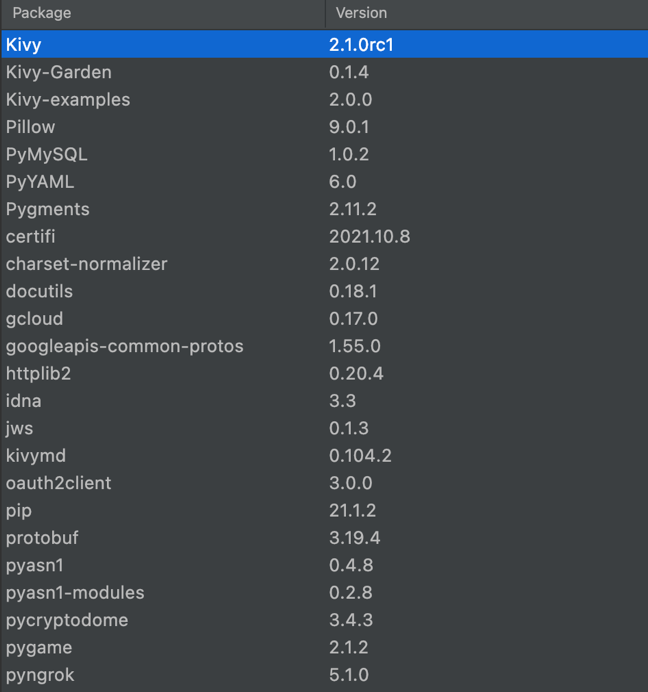 Package Version
Kivy 2.1.0rc1
Kivy-Garden 0.1.4
Kivy-examples 2.0.0
Pillow 9.0.1
PyMySQL 1.0.2
PyYAML 6.0
Pygments 2.11.2
certifi 2021.10.8
charset-normalizer 2.0.12
docutils 0.18.1
gcloud 0.17.0
googleapis-common-protos 1.55.0
httplib2 0.20.4
idna 3.3
jws 0.1.3
kivymd 0.104.2
oauth2client 3.0.0
pip 21.1.2
protobuf 3.19.4
pyasn1 0.4.8
pyasn1-modules 0.2.8
pycryptodome 3.4.3
pygame 2.1.2
pyngrok 5.1.0